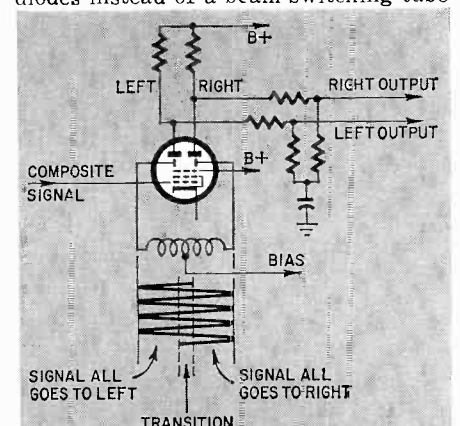 diodes instead of a beam switching tube
B+
LEFT
RIGHT
RIGHT OUTPUT
LEFT OUTPUT
COMPOSITE
SIGNAL
B+
BIAS
SIGNAL ALL
GOES TO LEFT
SIGNAL ALL
GOES TO RIGHT
TRANSITION